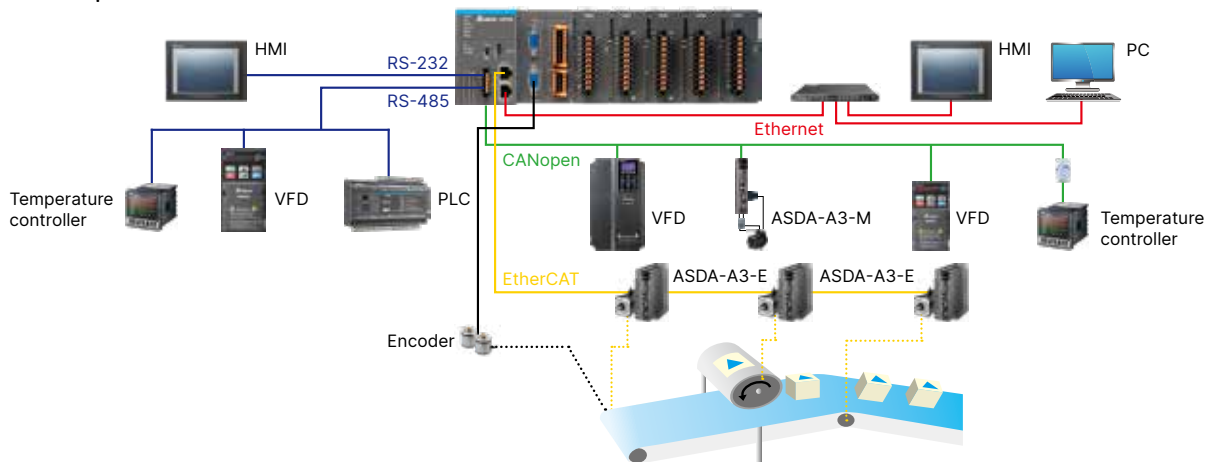 HMI
HMI
PC
RS-232
RS-485
Ethernet
CANopen
Temperature
controller
VFD
PLC
VFD
ASDA-A3-M
VFD
Temperature
controller
EtherCAT
ASDA-A3-E
ASDA-A3-E
Encoder